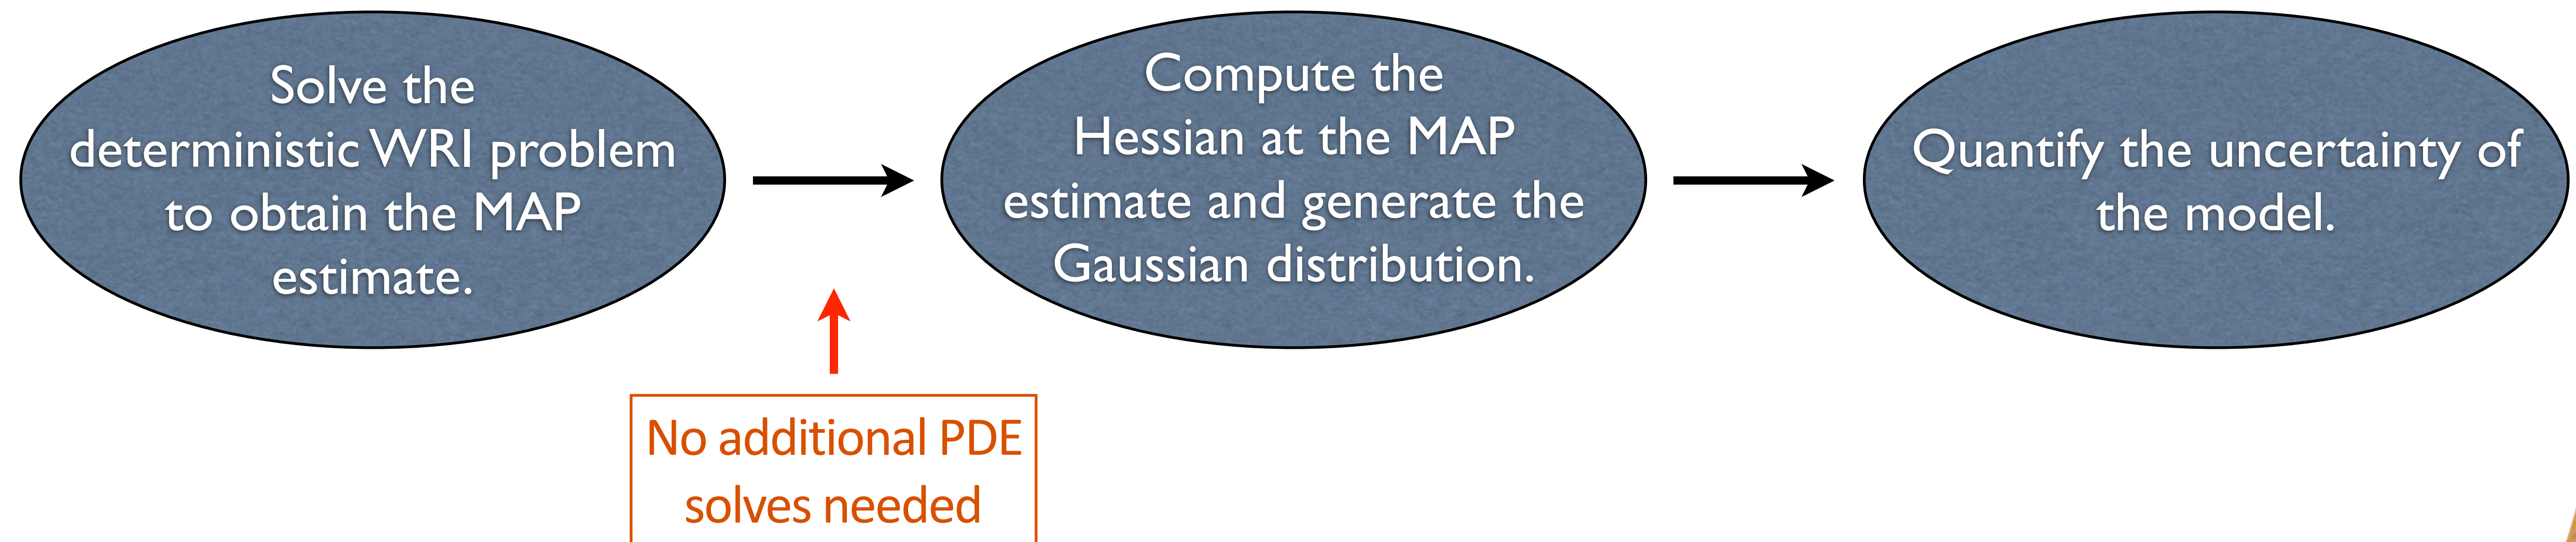 Solve the
deterministic WRI problem
to obtain the MAP
estimate.
Compute the
Hessian at the MAP
estimate and generate the
Gaussian distribution.
Quantify the uncertainty of
the model.
No additional PDE
solves needed